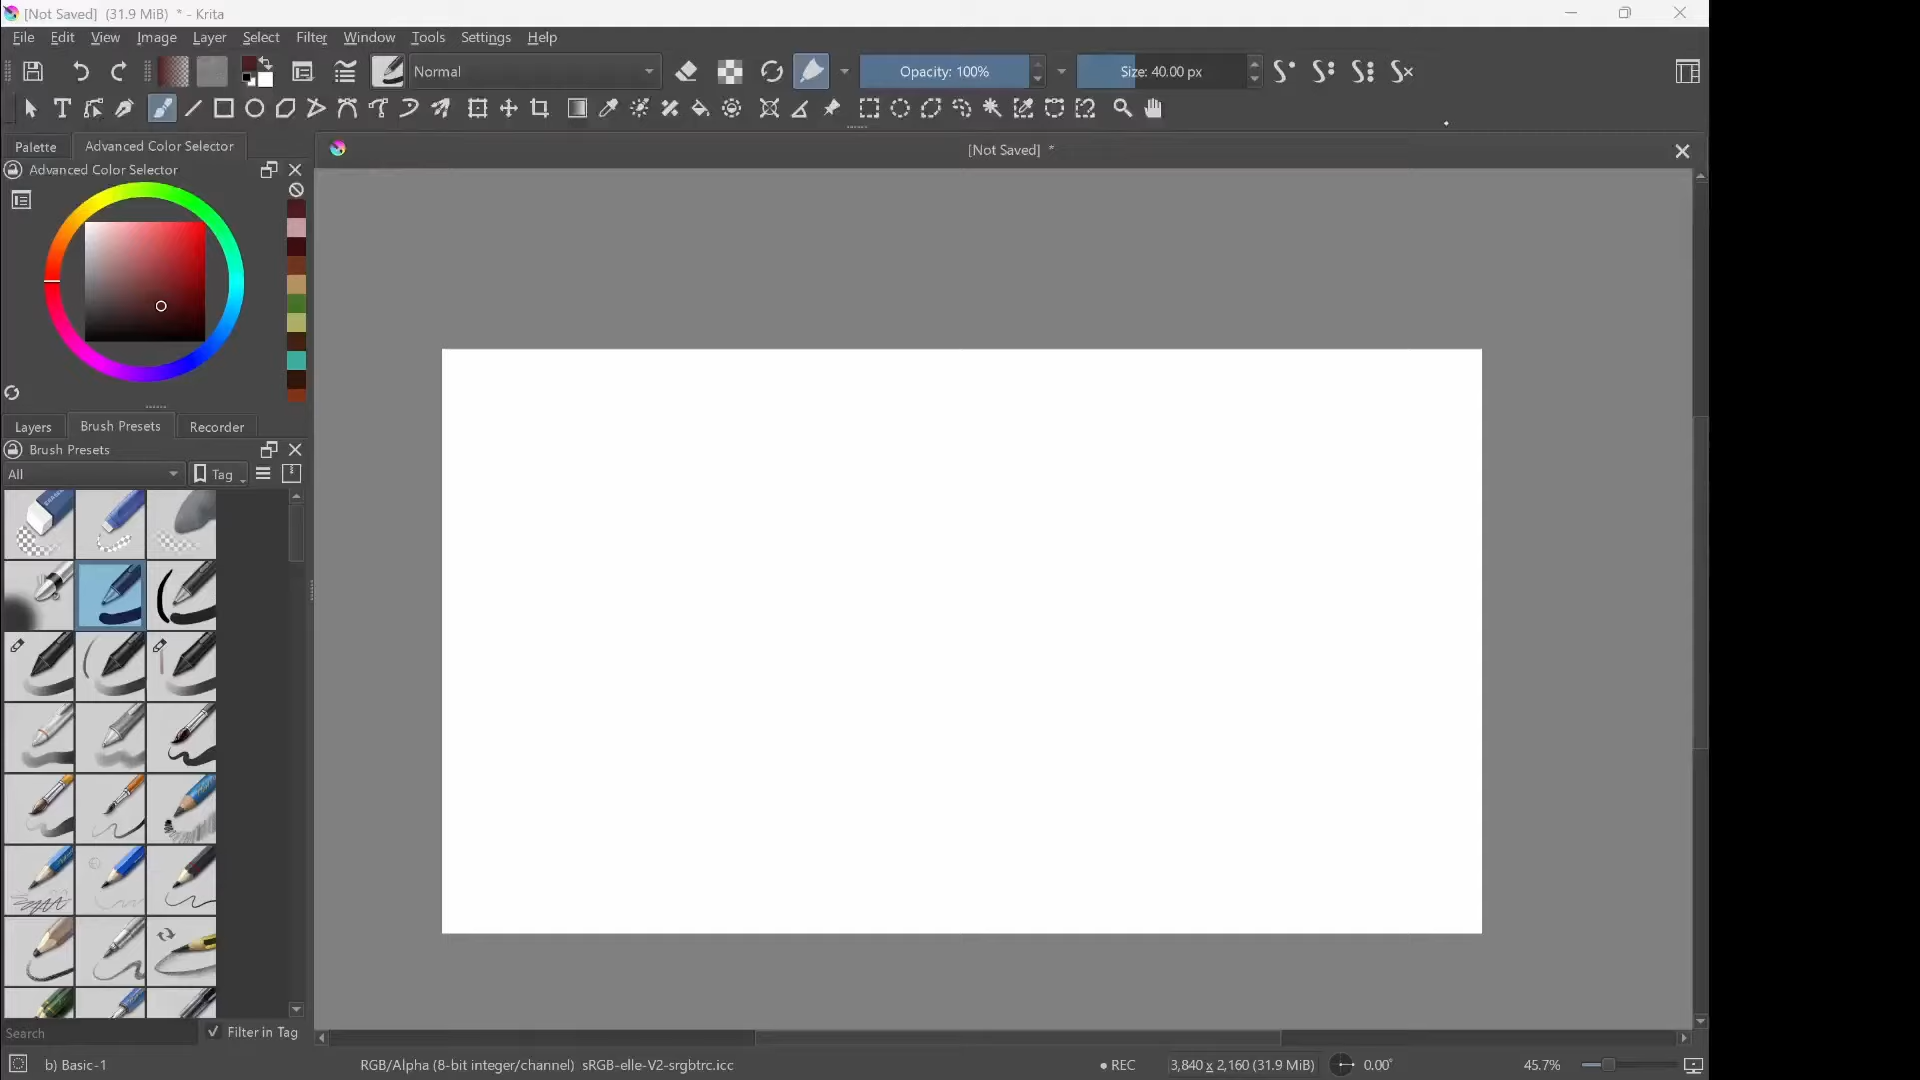 [Not Saved]  (31.9 MiB)  * - Krita
File Edit View Image Layer Select Filter Window Tools Settings Help
Normal Opacity: 100% Size: 40.00 px
Palette Advanced Color Selector
[Not Saved]  *
Advanced Color Selector
Layers Brush Presets Recorder
Brush Presets
All Tag
Search Filter in Tag
b) Basic-1 RGB/Alpha (8-bit integer/channel)  sRGB-elle-V2-srgbtrc.icc REC 3,840 x 2,160 (31.9 MiB) 0.00° 45.7%